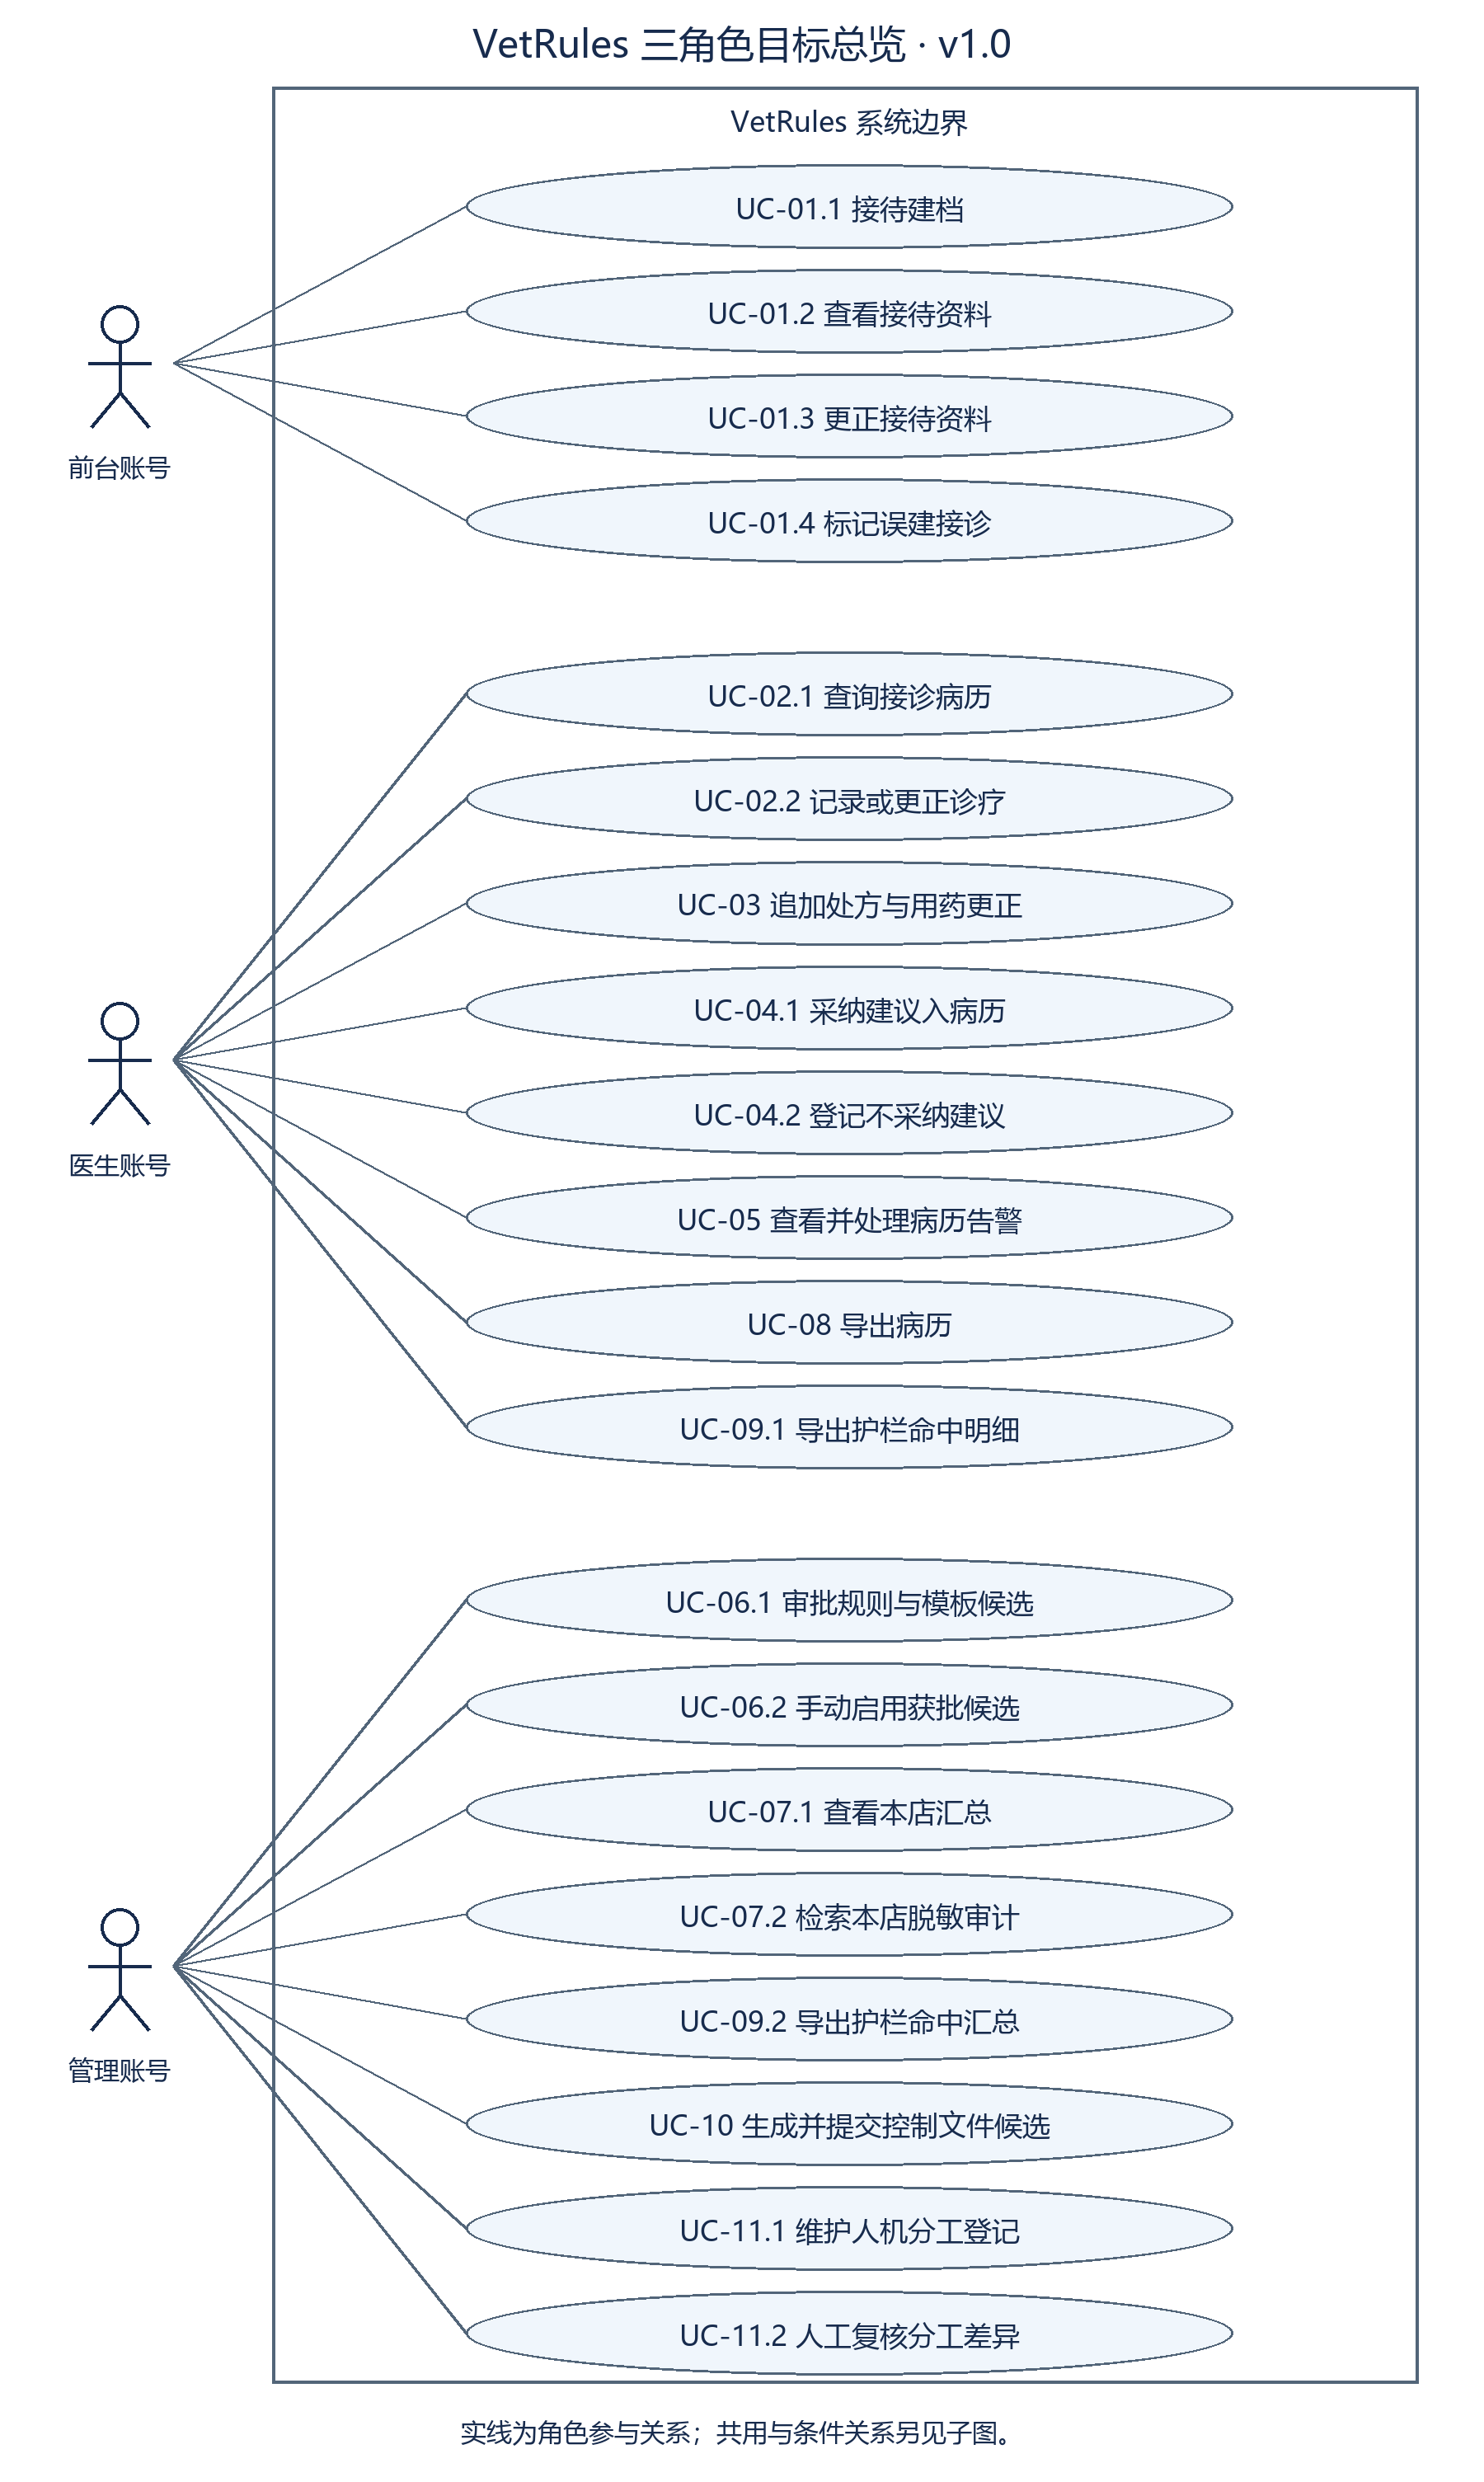 VetRules 三角色目标总览 · v1.0
VetRules 系统边界
UC-01.1 接待建档
UC-01.2 查看接待资料
UC-01.3 更正接待资料
前台账号
UC-01.4 标记误建接诊
UC-02.1 查询接诊病历
UC-02.2 记录或更正诊疗
UC-03 追加处方与用药更正
UC-04.1 采纳建议入病历
UC-04.2 登记不采纳建议
医生账号
UC-05 查看并处理病历告警
UC-08 导出病历
UC-09.1 导出护栏命中明细
UC-06.1 审批规则与模板候选
UC-06.2 手动启用获批候选
UC-07.1 查看本店汇总
UC-07.2 检索本店脱敏审计
UC-09.2 导出护栏命中汇总
管理账号
UC-10 生成并提交控制文件候选
UC-11.1 维护人机分工登记
UC-11.2 人工复核分工差异
实线为角色参与关系；共用与条件关系另见子图。